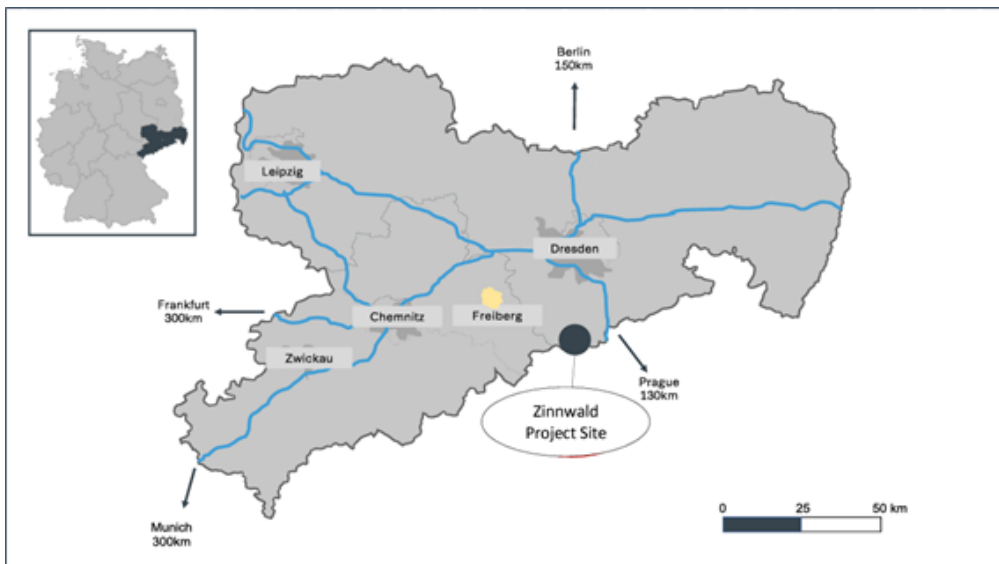 Berlin
150km
Leipzig
Dresden
Frankfurt
300km
Chemnitz
Freiberg
Zwickau
Prague
130km
Zinnwald
Project Site
Munich
300km
0 25 50 km